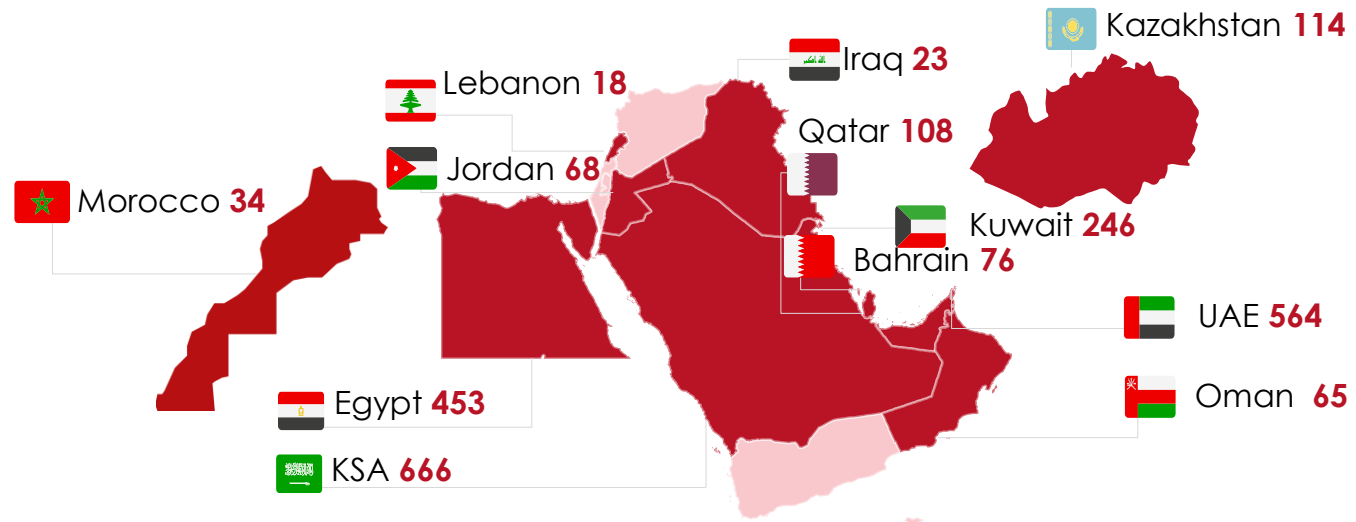 Kazakhstan 114
Iraq 23
Lebanon 18
Qatar 108
Jordan 68
Morocco 34
Kuwait 246
Bahrain 76
UAE 564
Oman 65
Egypt 453
KSA 666